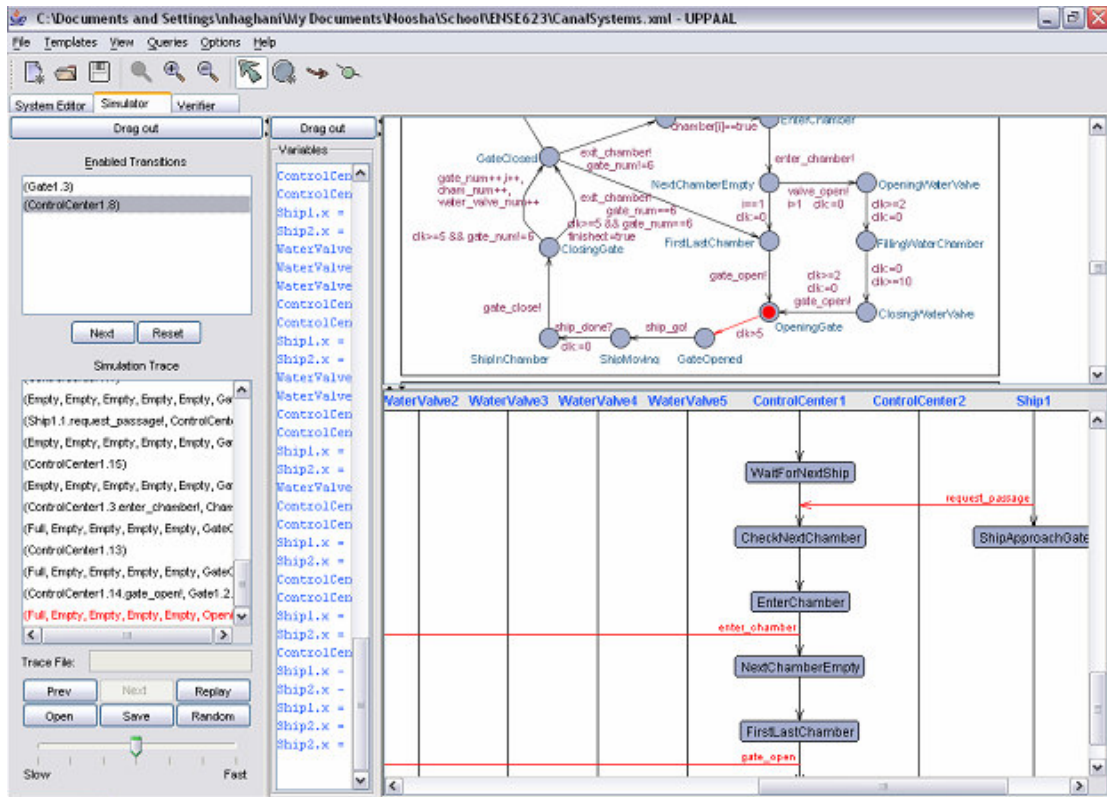 C:\Documents and Settings\nhaghani\My Documents\Noosha\School\ENSE623\CanalSystems.xml - UPPAAL
File Templates View Queries Options Help
System Editor Simulator Verifier
Drag out
Enabled Transitions
(Gate1.3)
(ControlCenter1.8)
Next Reset
Simulation Trace
(Empty, Empty, Empty, Empty, Empty, Ga
(Ship1.1.request_passage!, ControlCent
(Empty, Empty, Empty, Empty, Empty, Ga
(ControlCenter1.15)
(Empty, Empty, Empty, Empty, Empty, Ga
(ControlCenter1.3.enter_chamber!, Cham
(Full, Empty, Empty, Empty, Empty, GateC
(ControlCenter1.13)
(Full, Empty, Empty, Empty, Empty, GateC
(ControlCenter1.14.gate_open!, Gate1.2.
(Full, Empty, Empty, Empty, Empty, Openi
Trace File:
Prev Next Replay
Open Save Random
Slow Fast
Drag out
Variables
ControlCen
ControlCen
Ship1.x =
Ship2.x =
WaterValve
WaterValve
WaterValve
ControlCen
ControlCen
Ship1.x =
Ship2.x =
WaterValve
WaterValve
ControlCen
ControlCen
Ship1.x =
Ship2.x =
WaterValve
ControlCen
ControlCen
Ship1.x =
Ship2.x =
ControlCen
ControlCen
Ship1.x =
Ship2.x =
ControlCen
Ship1.x -
Ship2.x -
Ship1.x =
Ship2.x =
Ship2.x =
chamber[i]==true
EnterChamber
GateClosed
exit_chamber!
gate_num!=6
enter_chamber!
gate_num++,j++,
cham_num++,
water_valve_num++
NextChamberEmpty
valve_open!
i>1 clk:=0
OpeningWaterValve
exit_chamber!
gate_num==6
i==1
clk:=0
clk>=2
clk:=0
clk>=5 && gate_num!=6
clk>=5 && gate_num==6
finished:=true
ClosingGate
FirstLastChamber
FillingWaterChamber
gate_open!
clk>=2
clk:=0
gate_open!
clk:=0
clk>=10
gate_close!
OpeningGate
ClosingWaterValve
ship_done?
clk:=0
ship_go!
clk>5
ShipInChamber
ShipMoving
GateOpened
WaterValve2 WaterValve3 WaterValve4 WaterValve5 ControlCenter1 ControlCenter2 Ship1
WaitForNextShip
request_passage
CheckNextChamber
ShipApproachGate
EnterChamber
enter_chamber
NextChamberEmpty
FirstLastChamber
gate_open